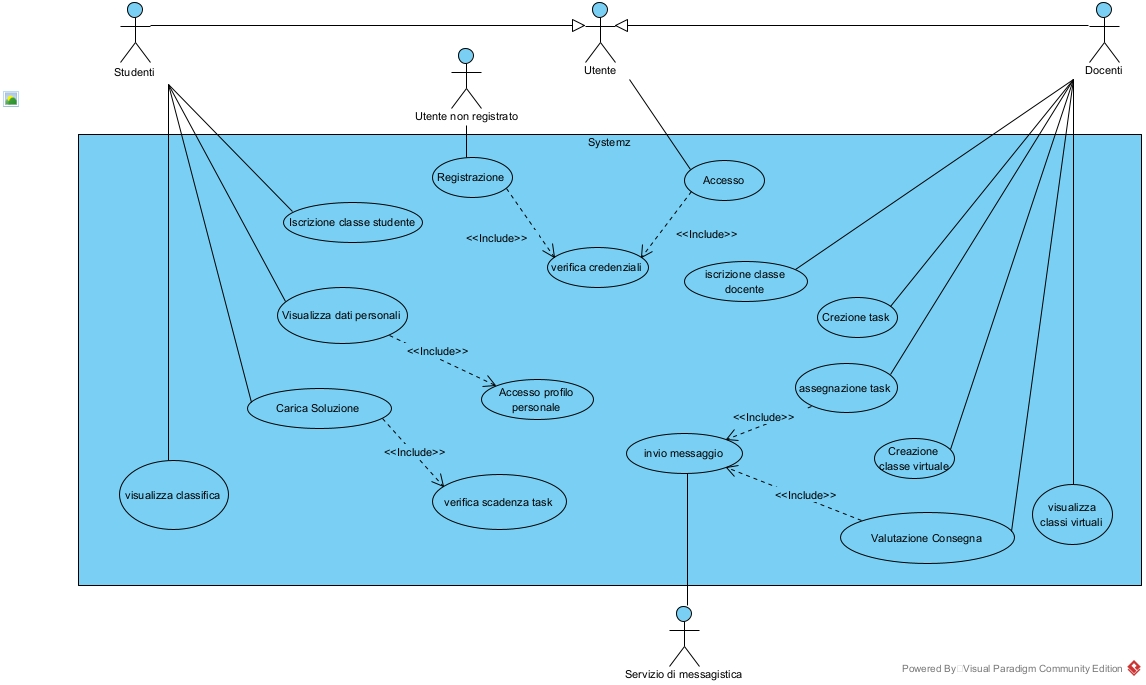 Studenti
Utente
Docenti
Utente non registrato
Systemz
Registrazione
Accesso
Iscrizione classe studente
<<Include>>
<<Include>>
verifica credenziali
iscrizione classe
docente
Visualizza dati personali
Crezione task
<<Include>>
Accesso profilo
personale
assegnazione task
Carica Soluzione
<<Include>>
<<Include>>
invio messaggio
Creazione
classe virtuale
visualizza classifica
verifica scadenza task
<<Include>>
visualizza
classi virtuali
Valutazione Consegna
Servizio di messagistica
Powered By Visual Paradigm Community Edition